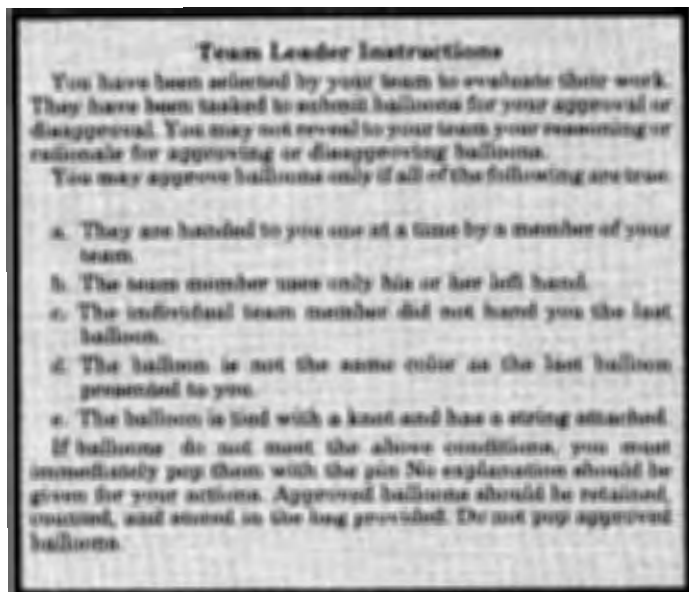 Team Leader Instructions
You have been selected by your team to evaluate their work.
They have been tasked to submit balloons for your approval or
disapproval. You may not reveal to your team your reasoning or
rationale for approving or disapproving balloons.
You may approve balloons only if all of the following are true
a. They are handed to you one at a time by a member of your
team.
b. The team member uses only his or her left hand.
c. The individual team member did not hand you the last
balloon.
d. The balloon is not the same color as the last balloon
presented to you.
e. The balloon is tied with a knot and has a string attached.
If balloons do not meet the above conditions, you must
immediately pop them with the pin. No explanation should be
given for your actions. Approved balloons should be retained,
counted, and stored in the bag provided. Do not pop approved
balloons.